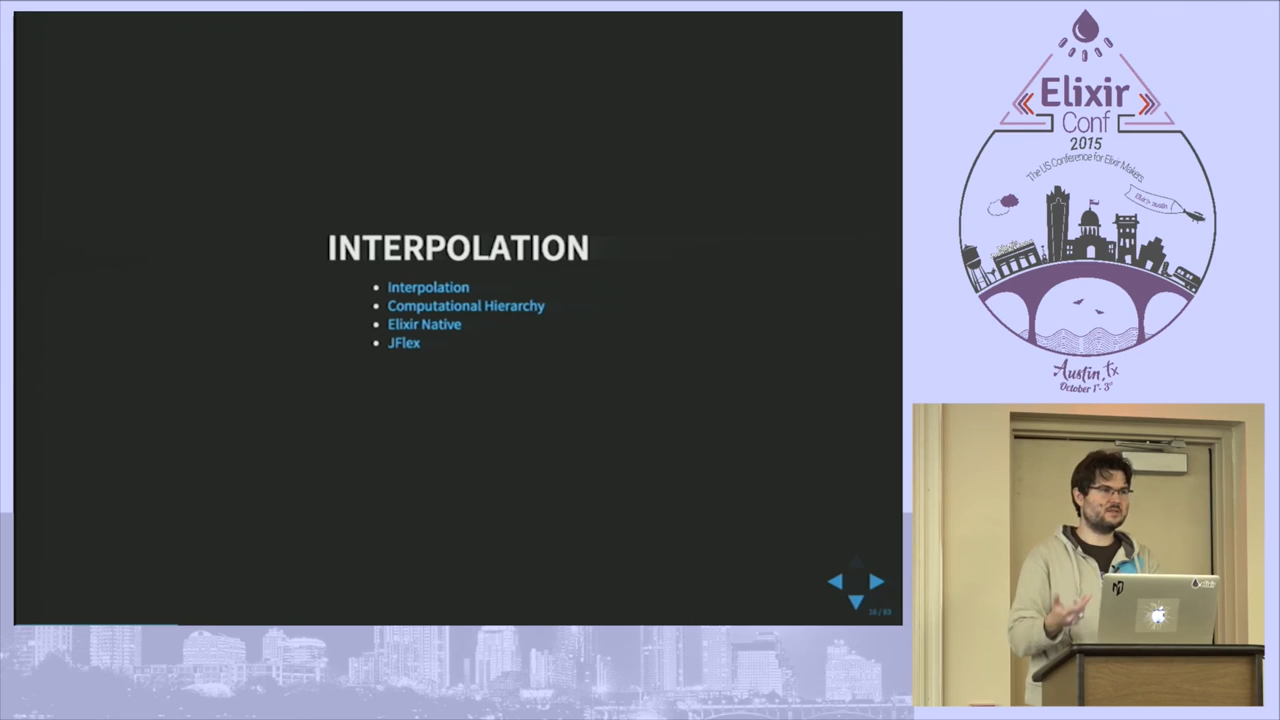 INTERPOLATION
Interpolation
Computational Hierarchy
Elixir Native
JFlex
Elixir
Conf
2015
The US Conference for Elixir Makers
Austin, TX
October 1st - 3rd